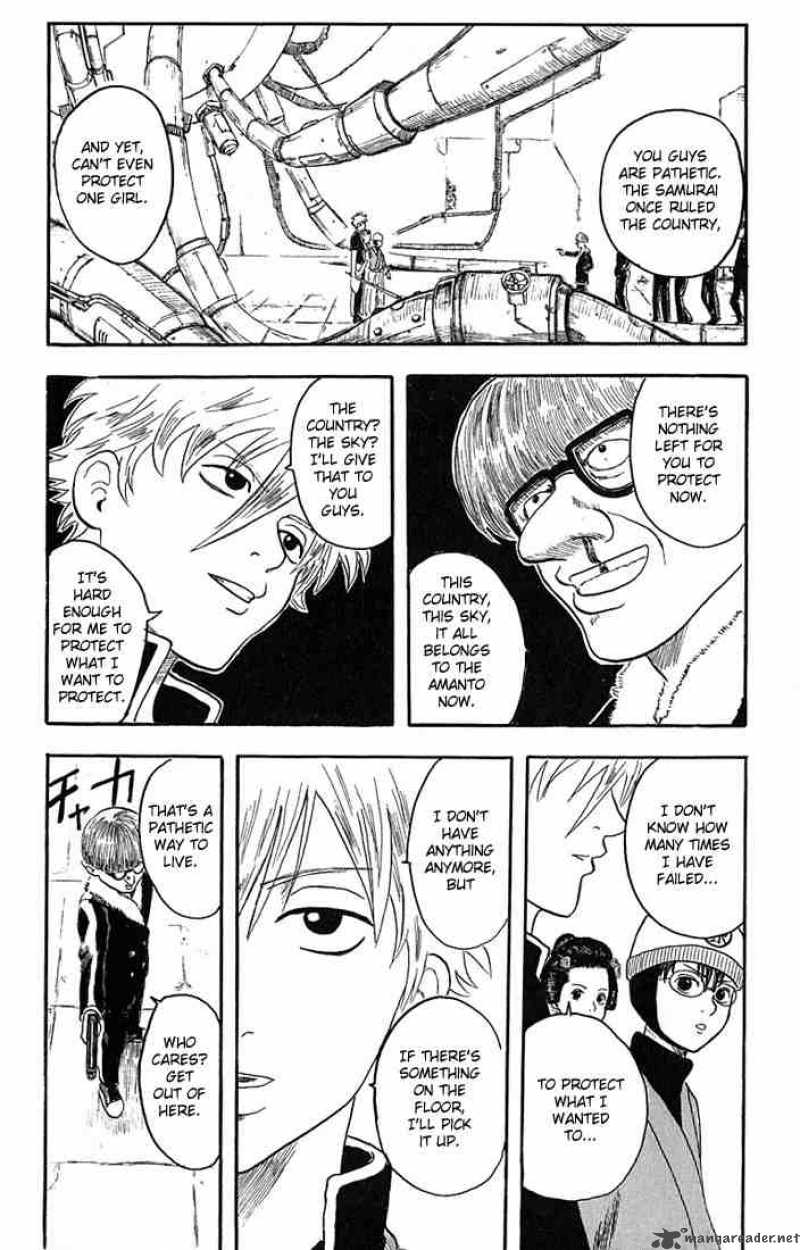 YOU GUYS
ARE PATHETIC.
THE SAMURAI
ONCE RULED
THE COUNTRY,
AND YET,
CAN'T EVEN
PROTECT
ONE GIRL.
THERE'S
NOTHING
LEFT FOR
YOU TO
PROTECT
NOW.
THIS
COUNTRY,
THIS SKY,
IT ALL
BELONGS
TO THE
AMANTO
NOW.
THE
COUNTRY?
THE SKY?
I'LL GIVE
THAT TO
YOU
GUYS.
IT'S
HARD
ENOUGH
FOR ME TO
PROTECT
WHAT I
WANT TO
PROTECT.
I DON'T
KNOW HOW
MANY TIMES
I HAVE
FAILED...
TO PROTECT
WHAT I
WANTED
TO...
I DON'T
HAVE
ANYTHING
ANYMORE,
BUT
IF THERE'S
SOMETHING
ON THE
FLOOR,
I'LL PICK
IT UP.
チャカ
THAT'S A
PATHETIC
WAY TO
LIVE.
WHO
CARES?
GET
OUT OF
HERE.
mangareader.net